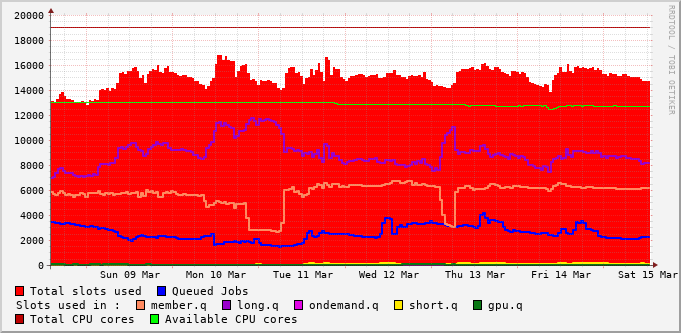 20000
18000
16000
14000
12000
10000
8000
6000
4000
2000
0
Sun 09 Mar Mon 10 Mar Tue 11 Mar Wed 12 Mar Thu 13 Mar Fri 14 Mar Sat 15 Mar
Total slots used Queued Jobs
Slots used in : member.q long.q ondemand.q short.q gpu.q
Total CPU cores Available CPU cores
RRDTOOL / TOBI OETIKER